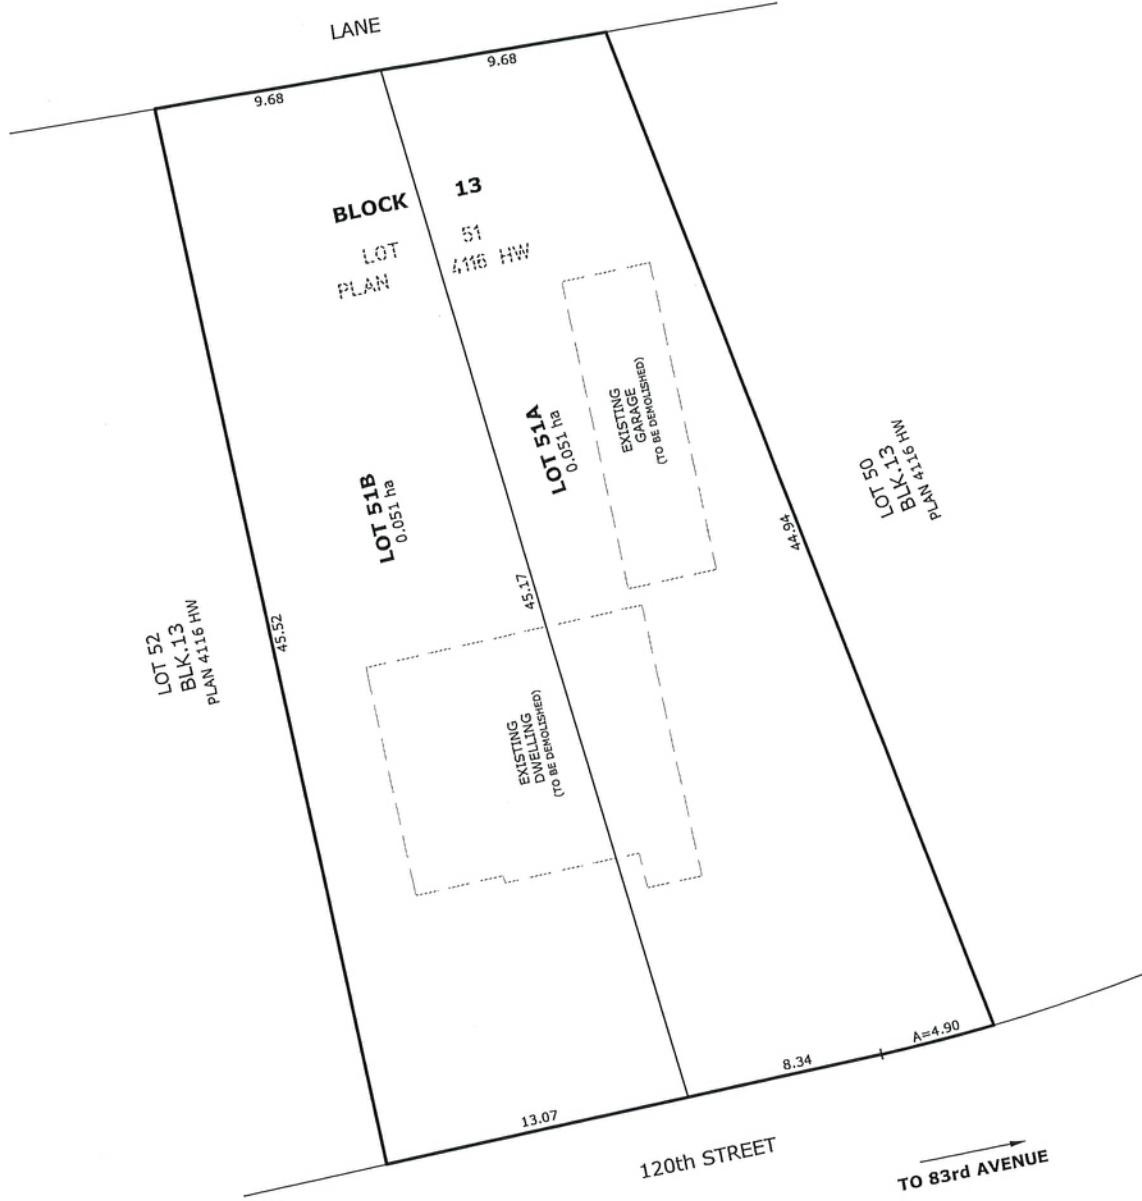 LANE
9.68
9.68
BLOCK 13
LOT 51
PLAN 4116 HW
EXISTING
GARAGE
(TO BE DEMOLISHED)
LOT 51A
0.051 ha
LOT 51B
0.051 ha
LOT 50
BLK.13
PLAN 4116 HW
44.94
45.17
45.52
LOT 52
BLK.13
PLAN 4116 HW
EXISTING
DWELLING
(TO BE DEMOLISHED)
A=4.90
8.34
13.07
120th STREET
TO 83rd AVENUE